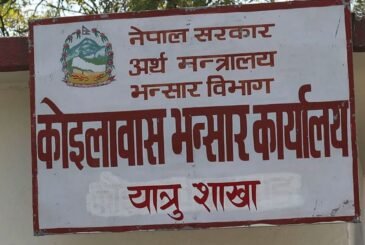 नेपाल सरकार
अर्थ मन्त्रालय
भन्सार विभाग
कोइलावास भन्सार कार्यालय
यात्रु शाखा